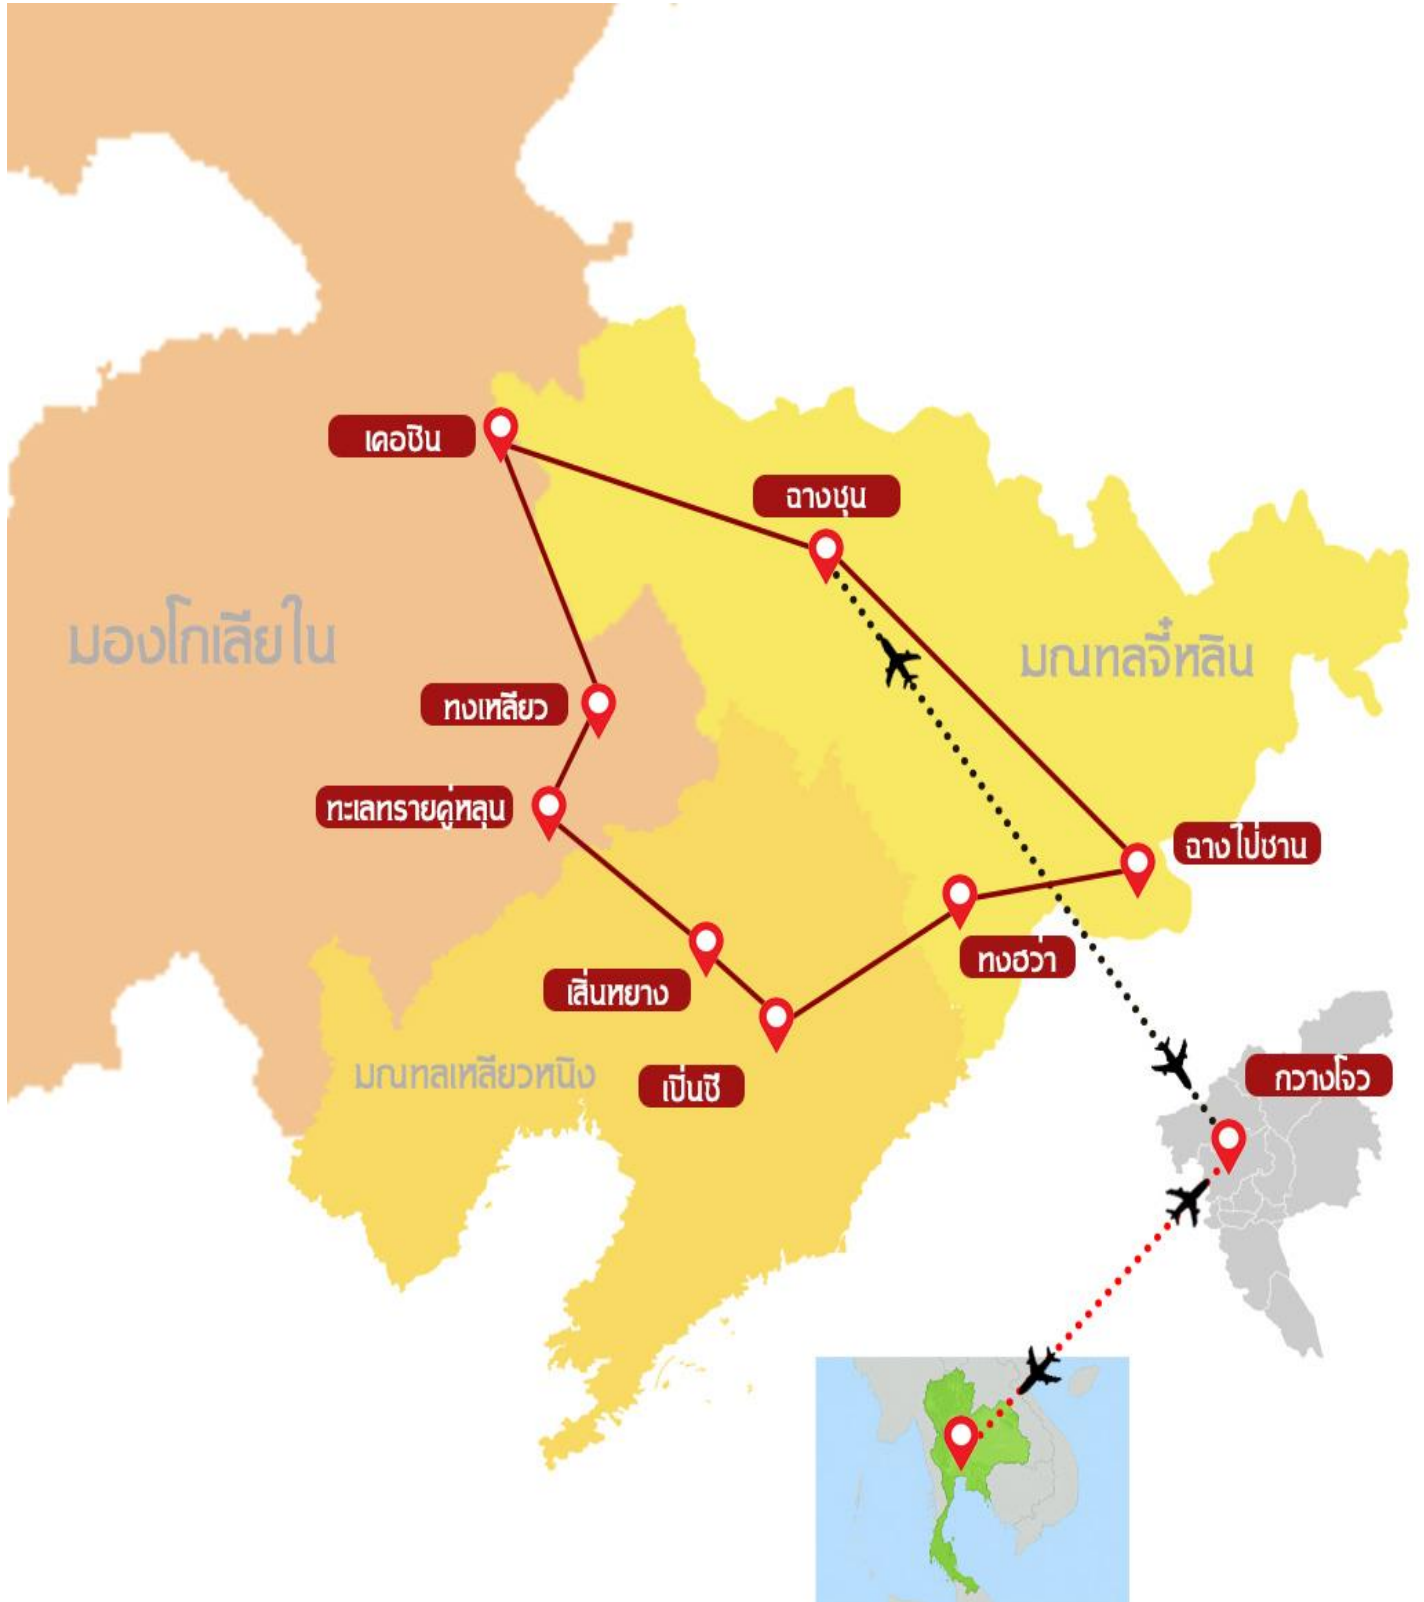 เคอชิน
ฉางชุน
มองโกเลียใน
มณฑลจี๋หลิน
ทงเหลียว
ทะเลทรายคู่หลุน
ฉางไป่ซาน
ทงฮว่า
เสิ่นหยาง
มณฑลเหลียวหนิง
เปิ่นซี
กวางโจว